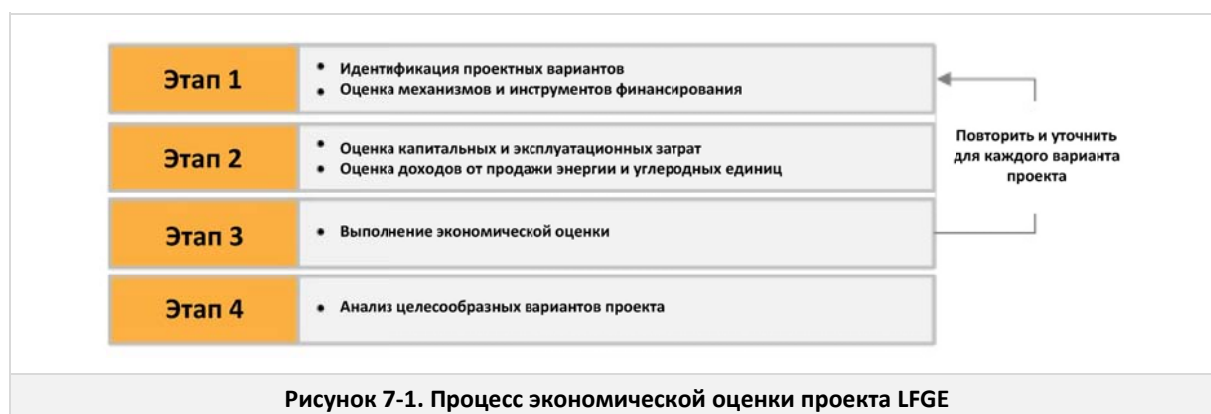 Этап 1
• Идентификация проектных вариантов
• Оценка механизмов и инструментов финансирования
Этап 2
• Оценка капитальных и эксплуатационных затрат
• Оценка доходов от продажи энергии и углеродных единиц
Этап 3
• Выполнение экономической оценки
Этап 4
• Анализ целесообразных вариантов проекта
Повторить и уточнить
для каждого варианта
проекта
Рисунок 7-1. Процесс экономической оценки проекта LFGE